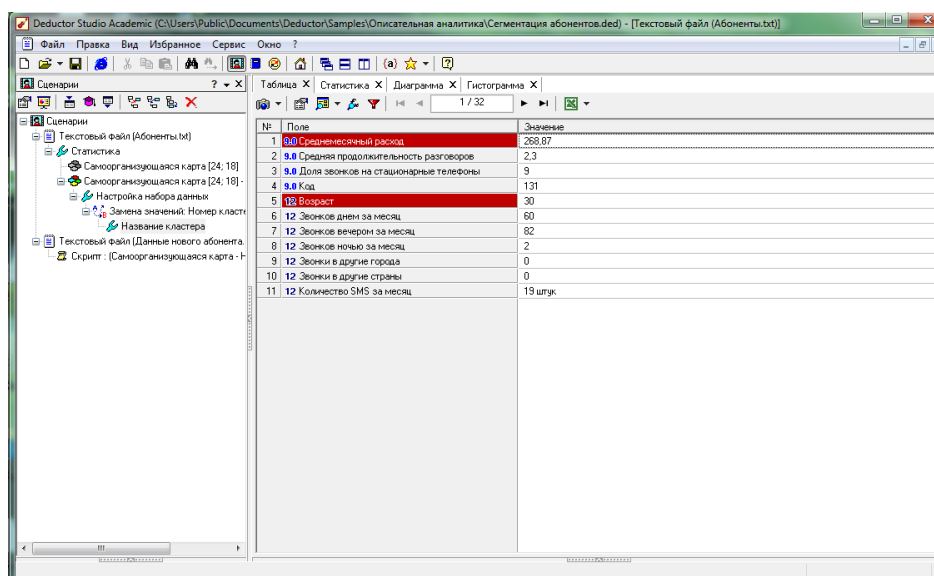 Deductor Studio Academic (C:\Users\Public\Documents\Deductor\Samples\Описательная аналитика\Сегментация абонентов.ded) - [Текстовый файл (Абоненты.txt)]
Файл Правка Вид Избранное Сервис Окно ?
Сценарии
Таблица X Статистика X Диаграмма X Гистограмма X
1 / 32
Сценарии
Текстовый файл (Абоненты.txt)
Статистика
Самоорганизующаяся карта [24; 18]
Самоорганизующаяся карта [24; 18] -
Настройка набора данных
Замена значений: Номер класте
Название кластера
Текстовый файл (Данные нового абонента.
Скрипт : (Самоорганизующаяся карта - Н
№ Поле Значение
1 9.0 Среднемесячный расход 268,87
2 9.0 Средняя продолжительность разговоров 2,3
3 9.0 Доля звонков на стационарные телефоны 9
4 9.0 Код 131
5 12 Возраст 30
6 12 Звонков днем за месяц 60
7 12 Звонков вечером за месяц 82
8 12 Звонков ночью за месяц 2
9 12 Звонки в другие города 0
10 12 Звонки в другие страны 0
11 12 Количество SMS за месяц 19 штук